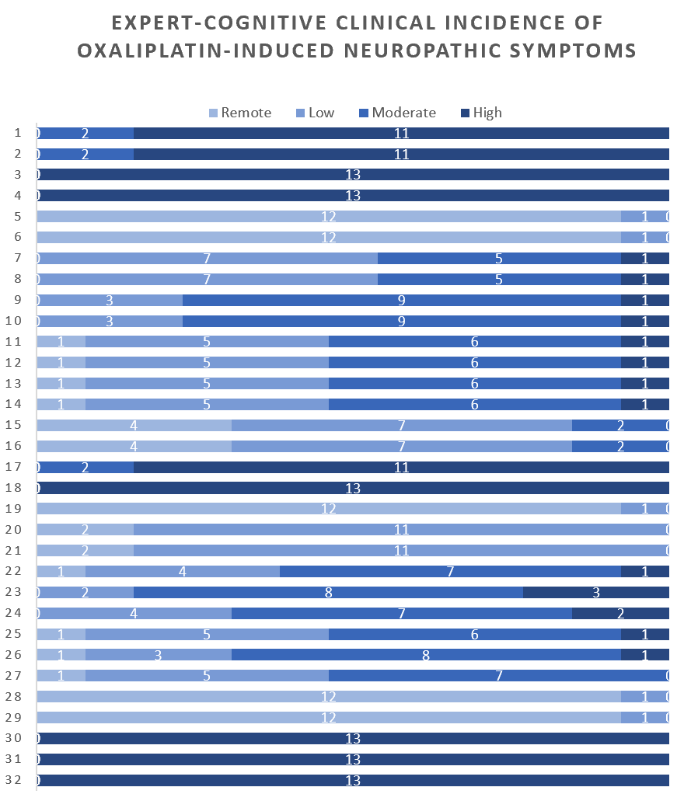 EXPERT-COGNITIVE CLINICAL INCIDENCE OF
OXALIPLATIN-INDUCED NEUROPATHIC SYMPTOMS
Remote Low Moderate High
1 0 2 11
2 0 2 11
3 0 13
4 0 13
5 12 1 0
6 12 1 0
7 0 7 5 1
8 0 7 5 1
9 0 3 9 1
10 0 3 9 1
11 1 5 6 1
12 1 5 6 1
13 1 5 6 1
14 1 5 6 1
15 4 7 2 0
16 4 7 2 0
17 0 2 11
18 0 13
19 12 1 0
20 2 11 0
21 2 11 0
22 1 4 7 1
23 0 2 8 3
24 0 4 7 2
25 1 5 6 1
26 1 3 8 1
27 1 5 7 0
28 12 1 0
29 12 1 0
30 0 13
31 0 13
32 0 13